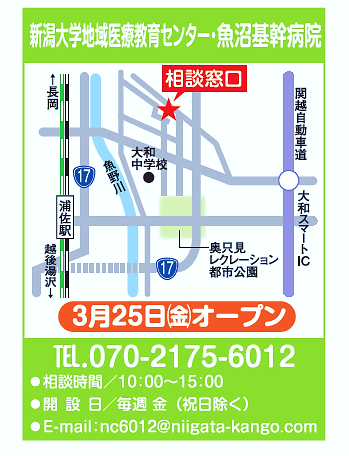 新潟大学地域医療教育センター・魚沼基幹病院
相談窓口
←長岡
関越自動車道
大和
中学校
魚野川
17
浦佐駅
大和スマートIC
越後湯沢→
奥只見
レクレーション
都市公園
17
3月25日㈮オープン
TEL.070-2175-6012
●相談時間／10:00〜15:00
●開 設 日／毎週 金（祝日除く）
●E-mail:nc6012@niigata-kango.com